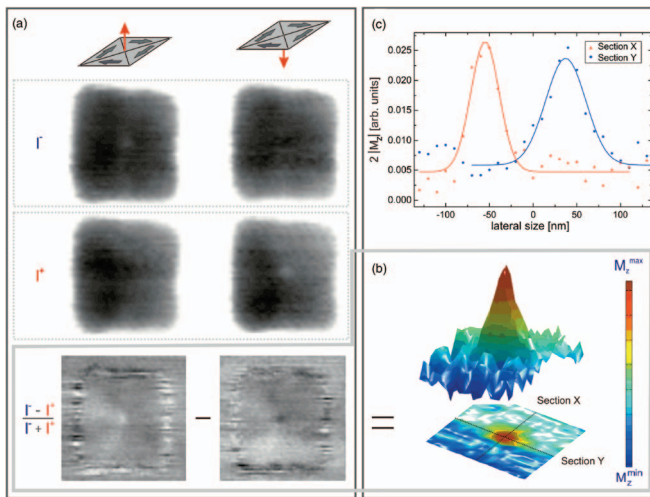 (a)
I⁻
I⁺
I⁻ - I⁺
I⁻ + I⁺
−
=
(c)
Section X
Section Y
2 |M_z| [arb. units]
0.025
0.020
0.015
0.010
0.005
0.000
-100
-50
0
50
100
lateral size [nm]
(b)
M_z^max
Section X
Section Y
M_z^min